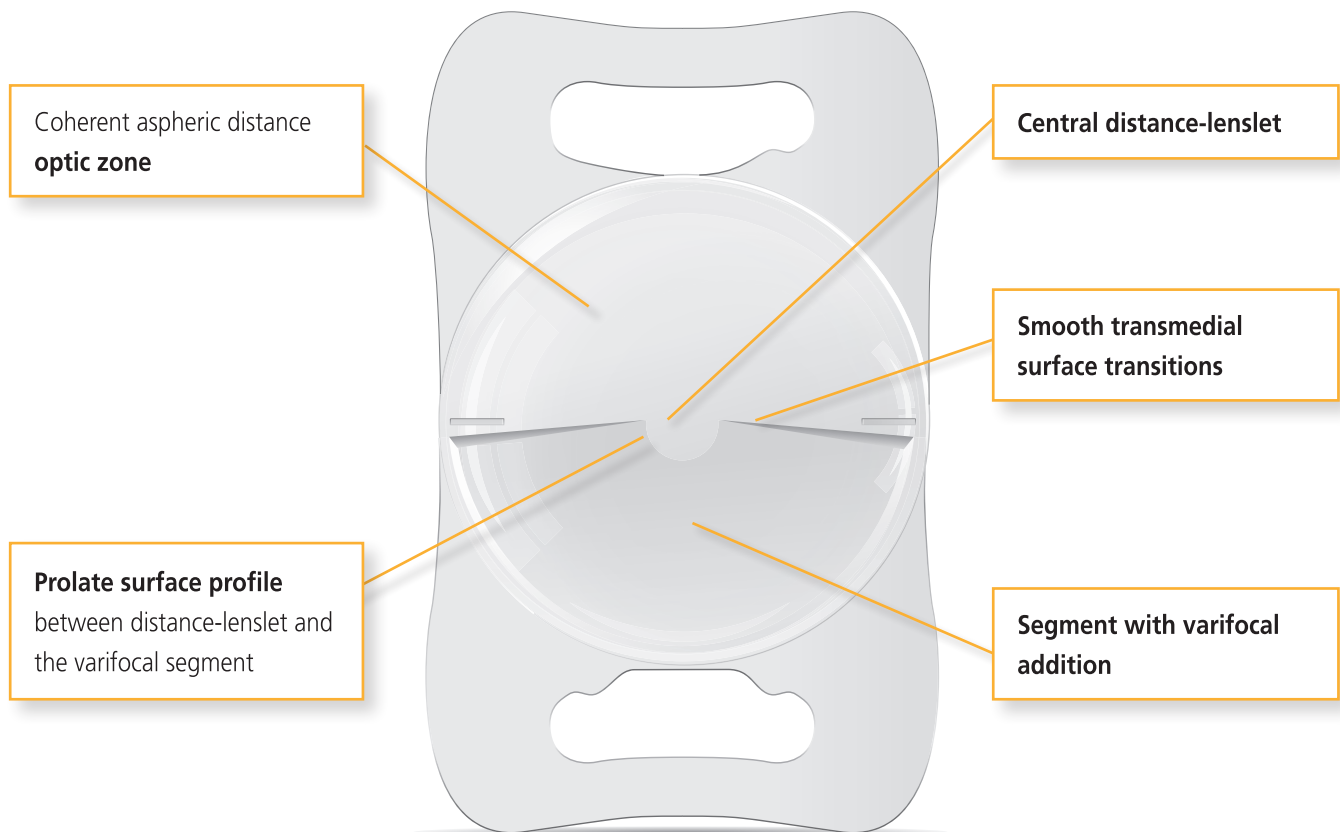 Coherent aspheric distance
optic zone
Central distance-lenslet
Smooth transmedial
surface transitions
Prolate surface profile
between distance-lenslet and
the varifocal segment
Segment with varifocal
addition